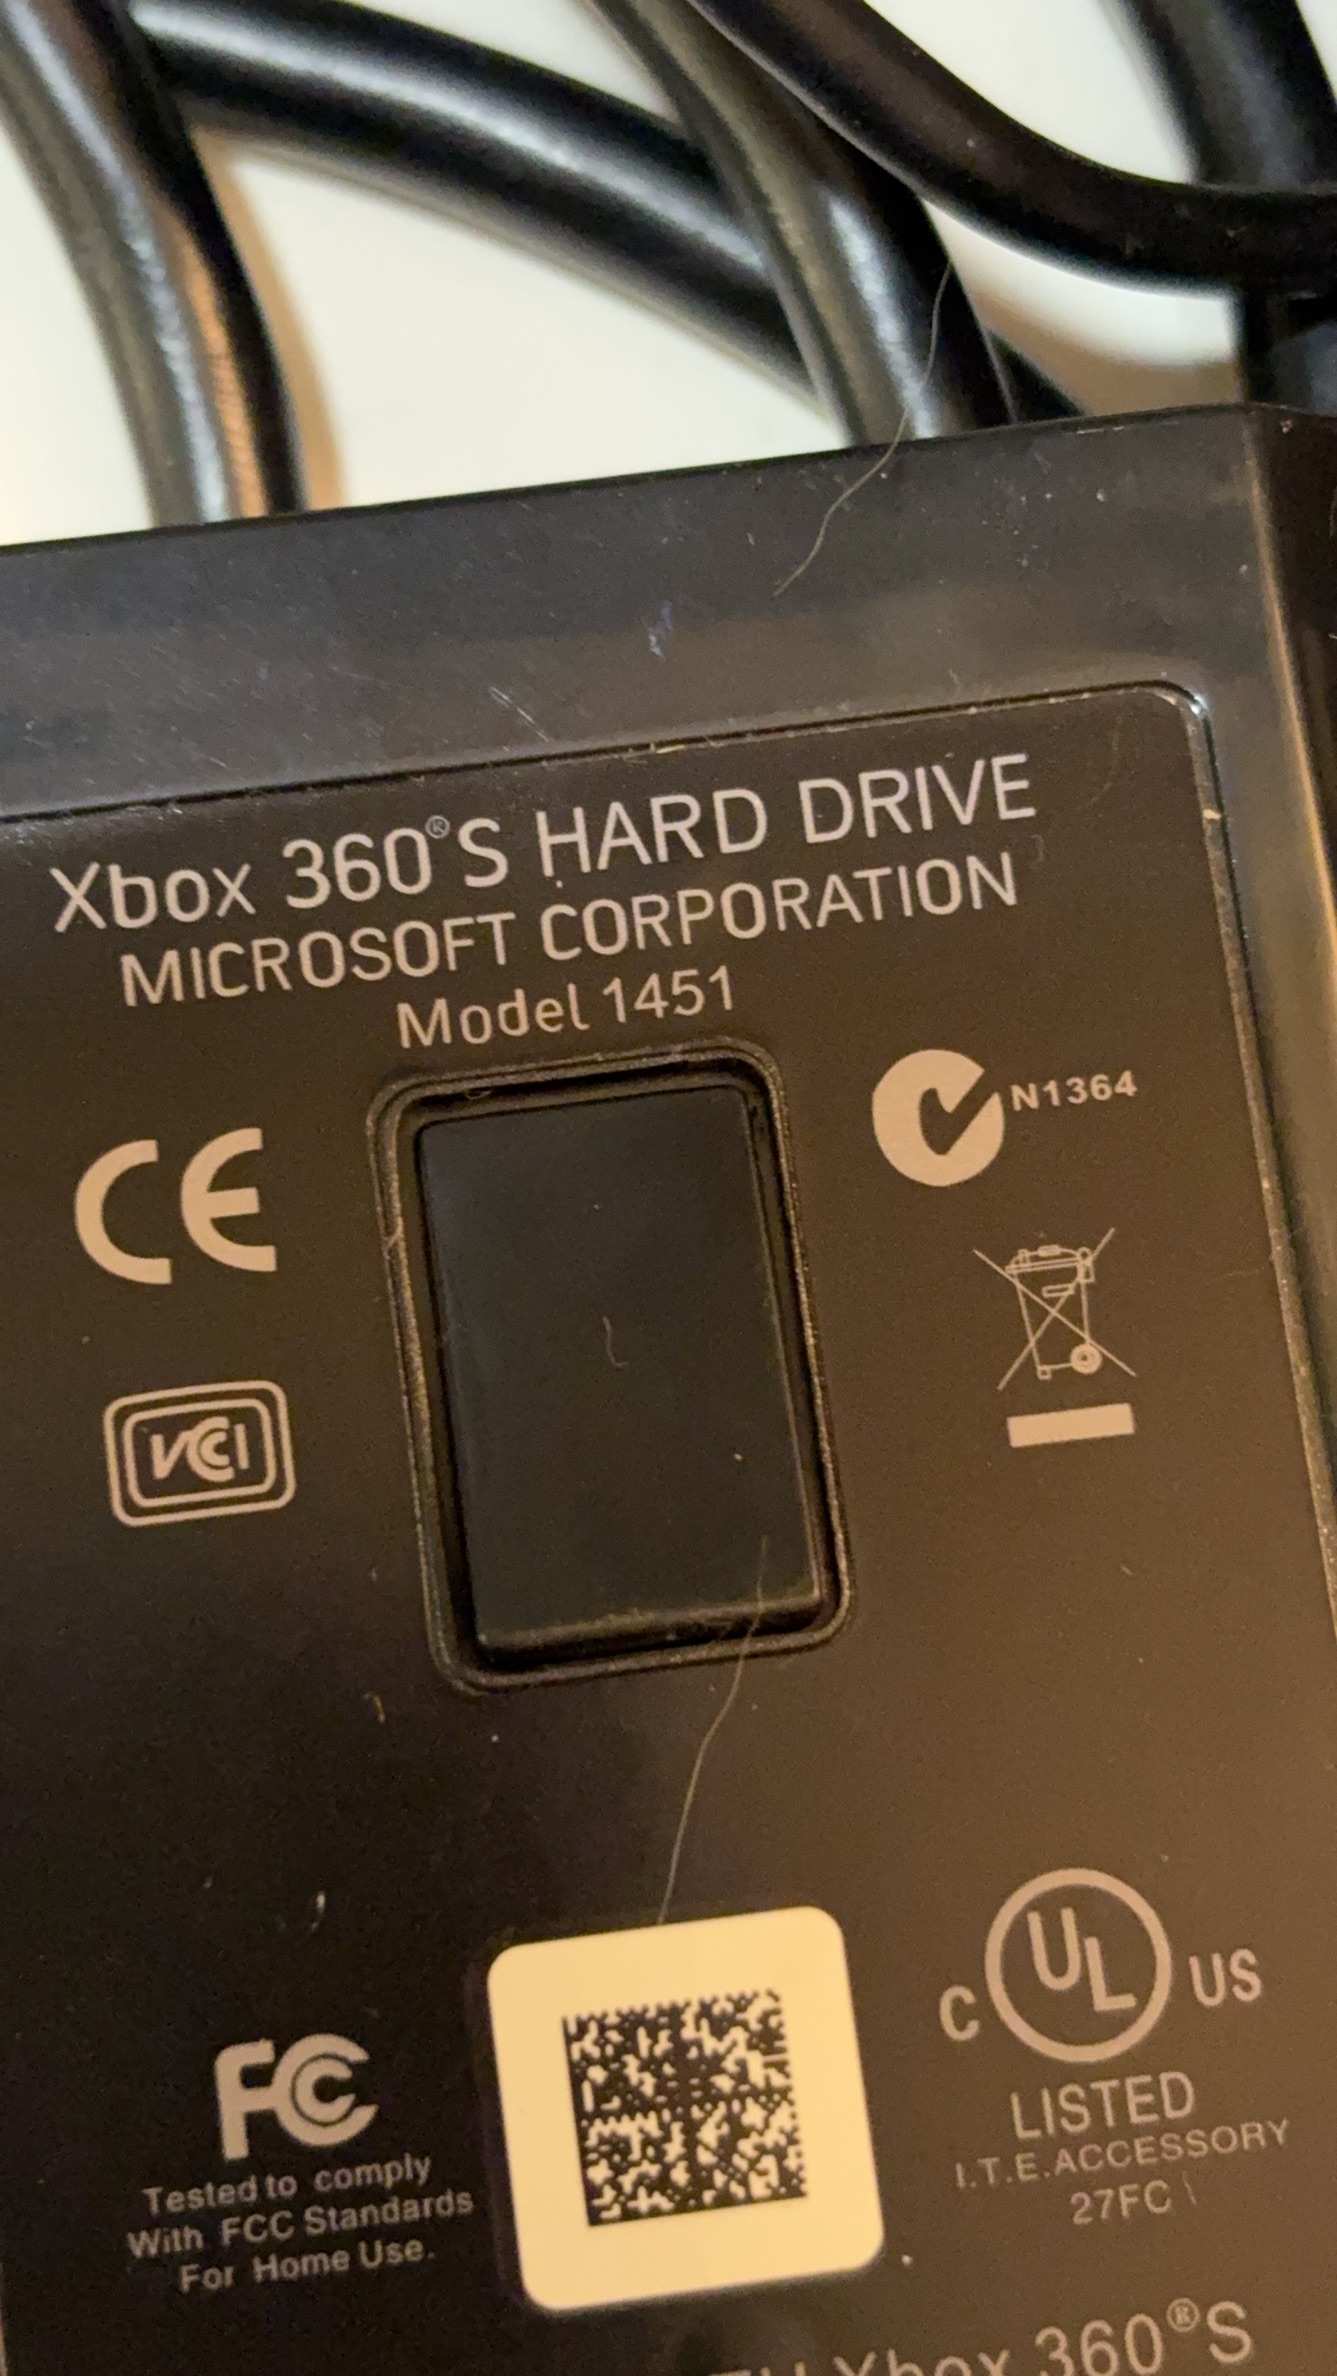 Xbox 360® S HARD DRIVE
MICROSOFT CORPORATION
Model 1451
N1364
CE
VCI
FC
Tested to comply
With FCC Standards
For Home Use.
C UL US
LISTED
I.T.E. ACCESSORY
27FC
Xbox 360® S